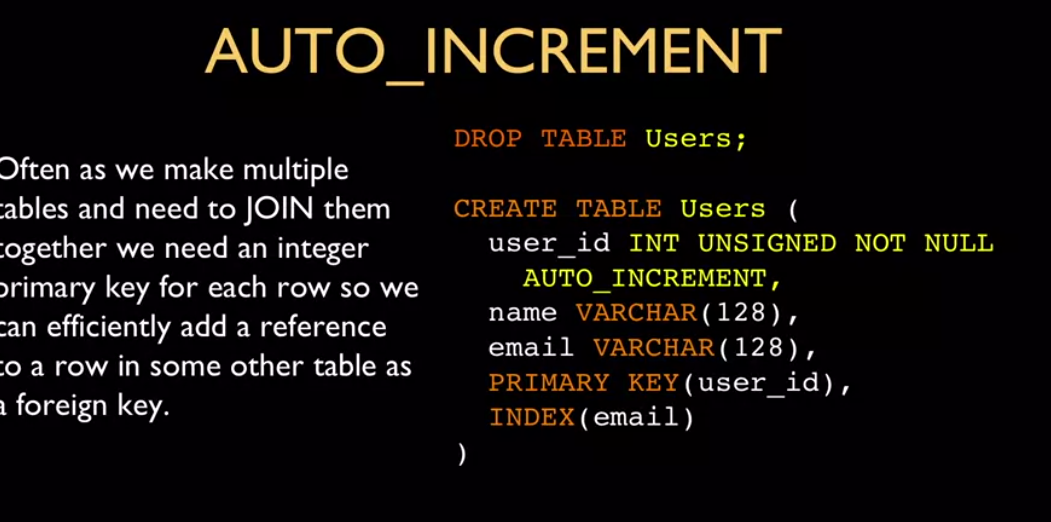 AUTO_INCREMENT
Often as we make multiple
tables and need to JOIN them
together we need an integer
primary key for each row so we
can efficiently add a reference
to a row in some other table as
a foreign key.
DROP TABLE Users;
CREATE TABLE Users (
user_id INT UNSIGNED NOT NULL
AUTO_INCREMENT,
name VARCHAR(128),
email VARCHAR(128),
PRIMARY KEY(user_id),
INDEX(email)
)